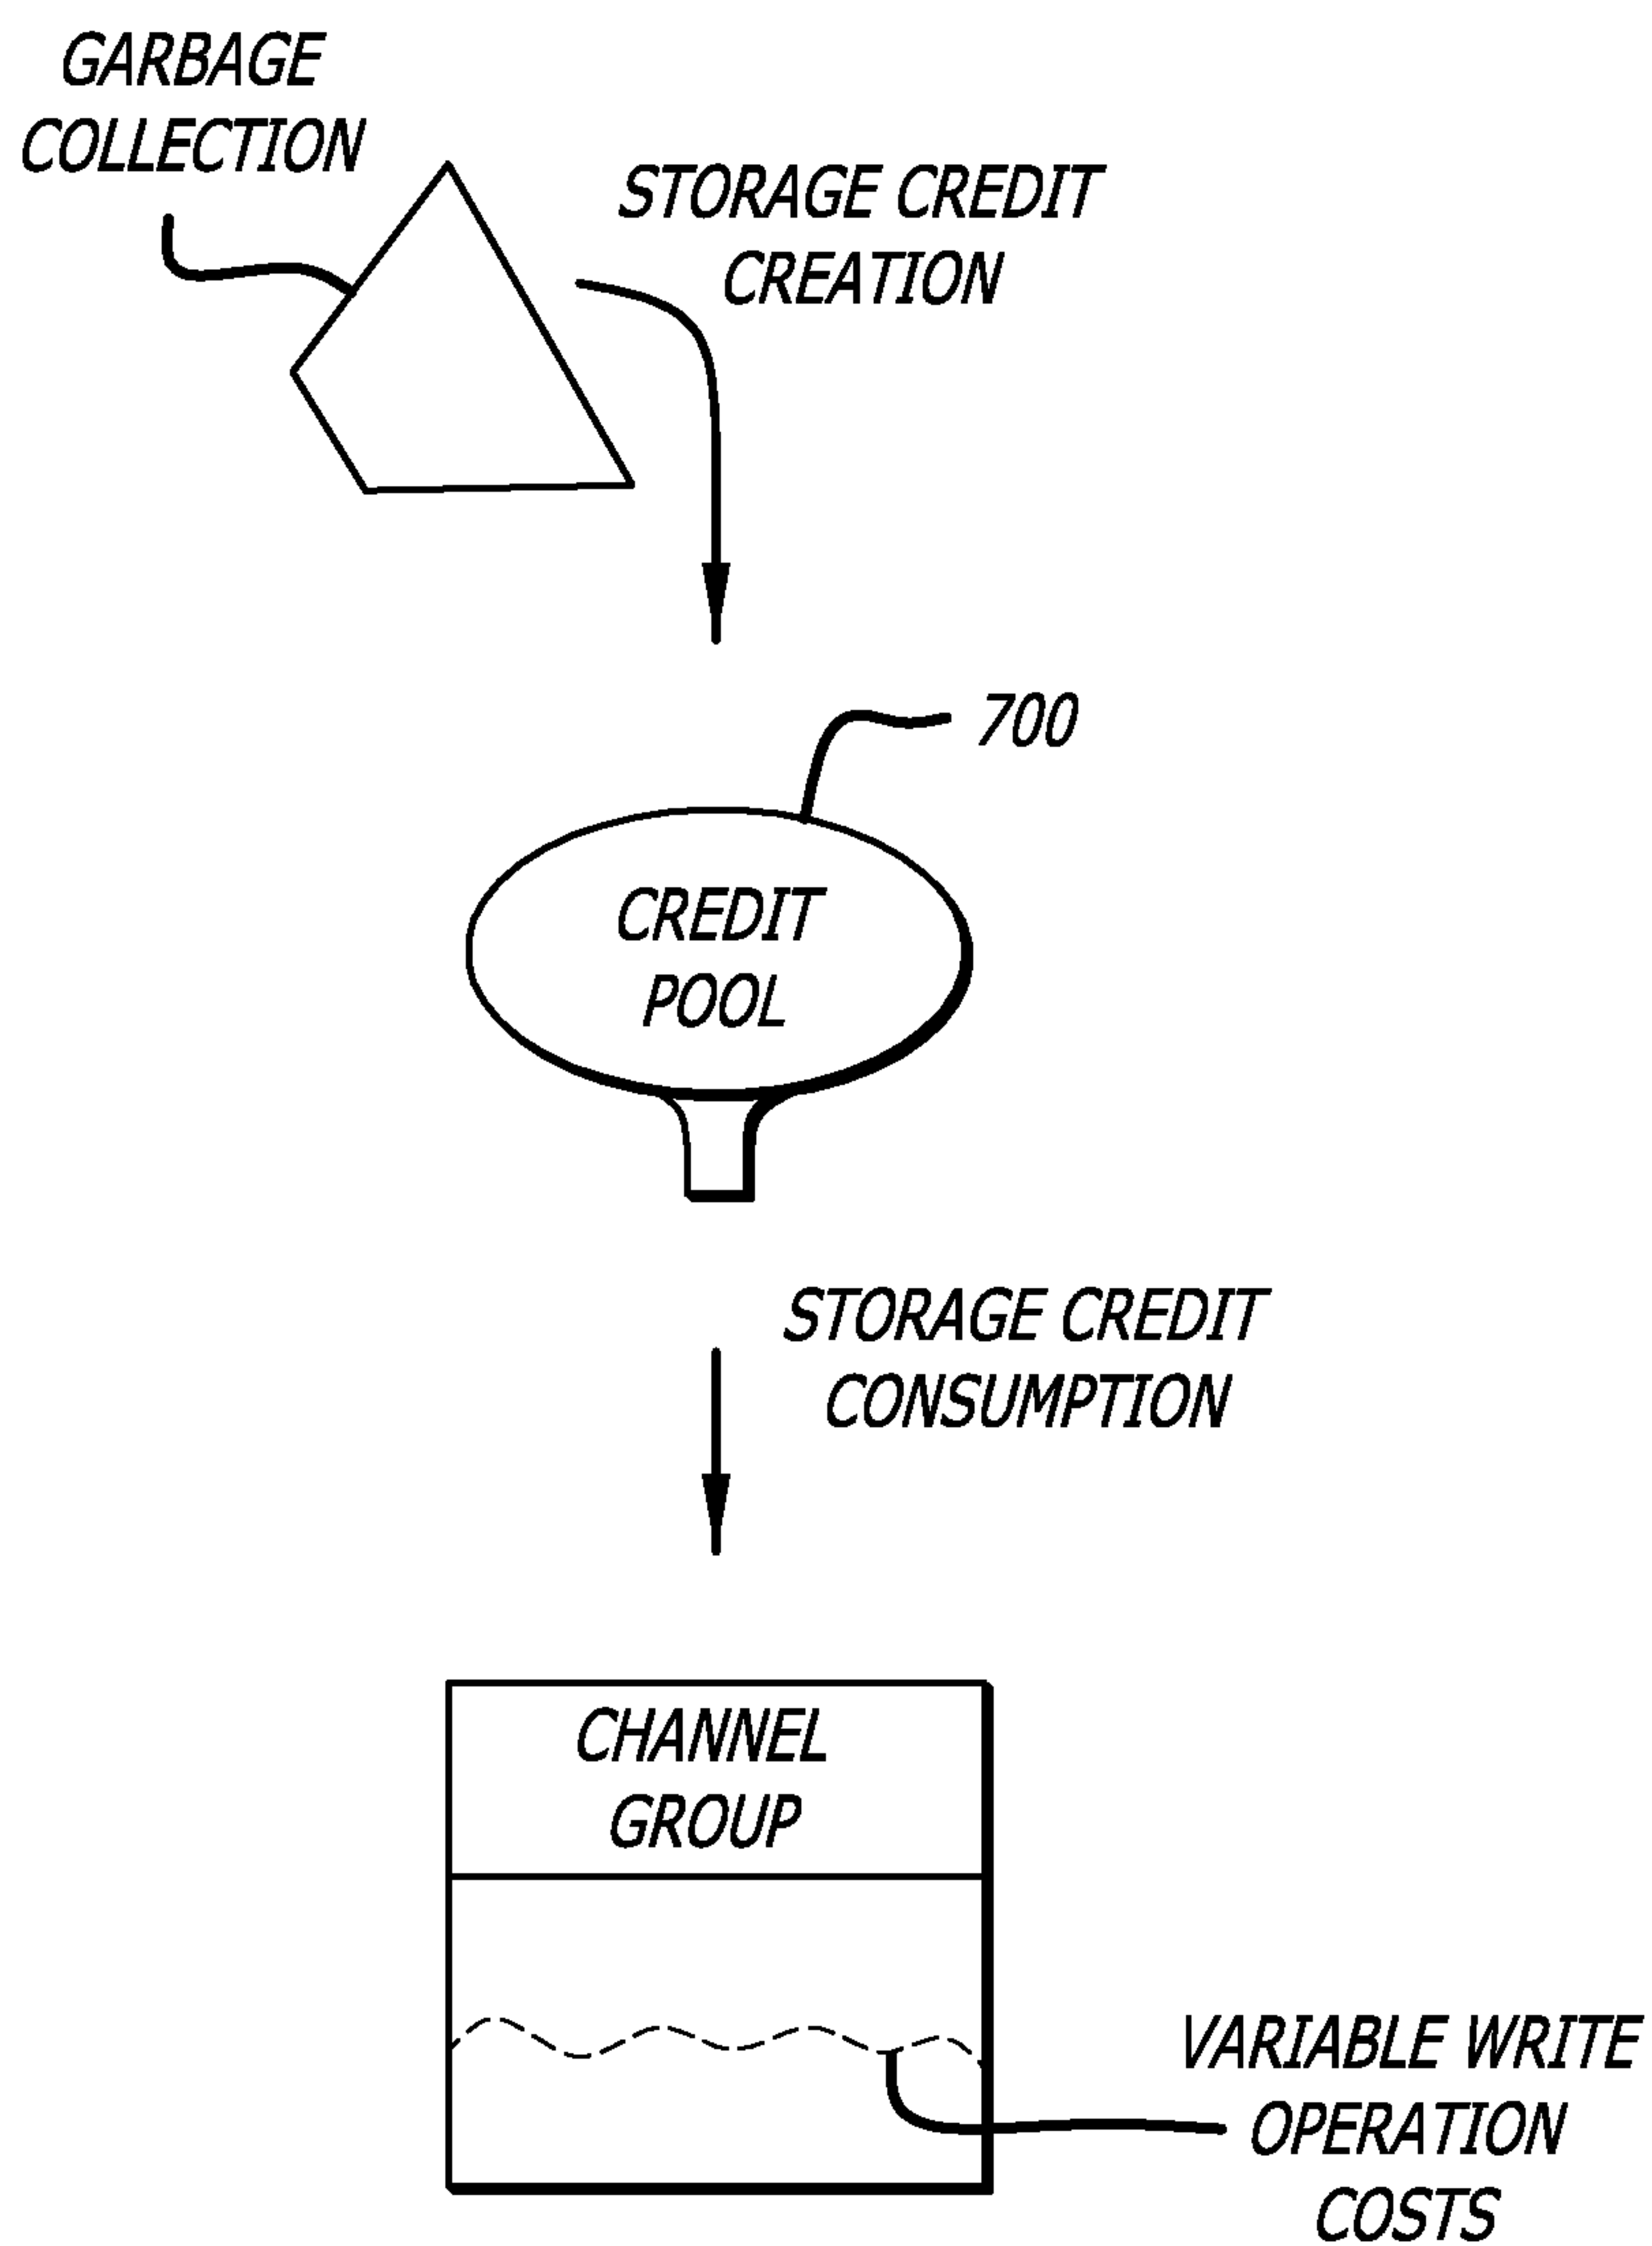 GARBAGE
COLLECTION
STORAGE CREDIT
CREATION
700
CREDIT
POOL
STORAGE CREDIT
CONSUMPTION
CHANNEL
GROUP
VARIABLE WRITE
OPERATION
COSTS